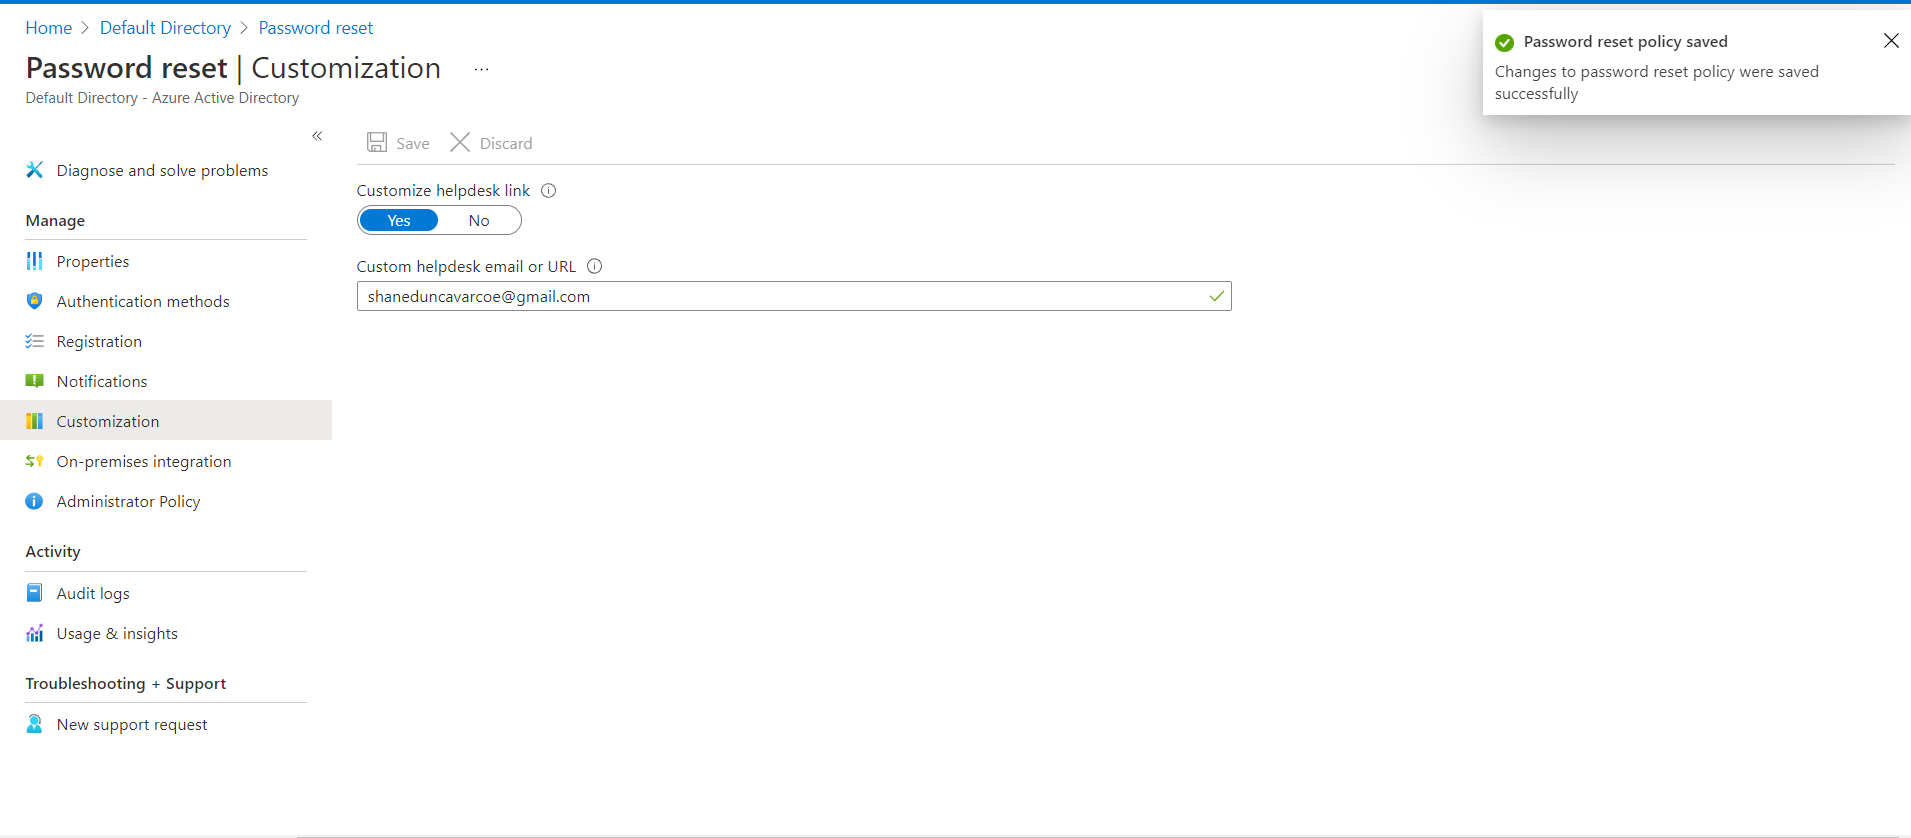 Home > Default Directory > Password reset
Password reset | Customization ...
Default Directory - Azure Active Directory
Password reset policy saved
Changes to password reset policy were saved
successfully
«
Diagnose and solve problems
Manage
Properties
Authentication methods
Registration
Notifications
Customization
On-premises integration
Administrator Policy
Activity
Audit logs
Usage & insights
Troubleshooting + Support
New support request
Save Discard
Customize helpdesk link
Yes No
Custom helpdesk email or URL
shaneduncavarcoe@gmail.com